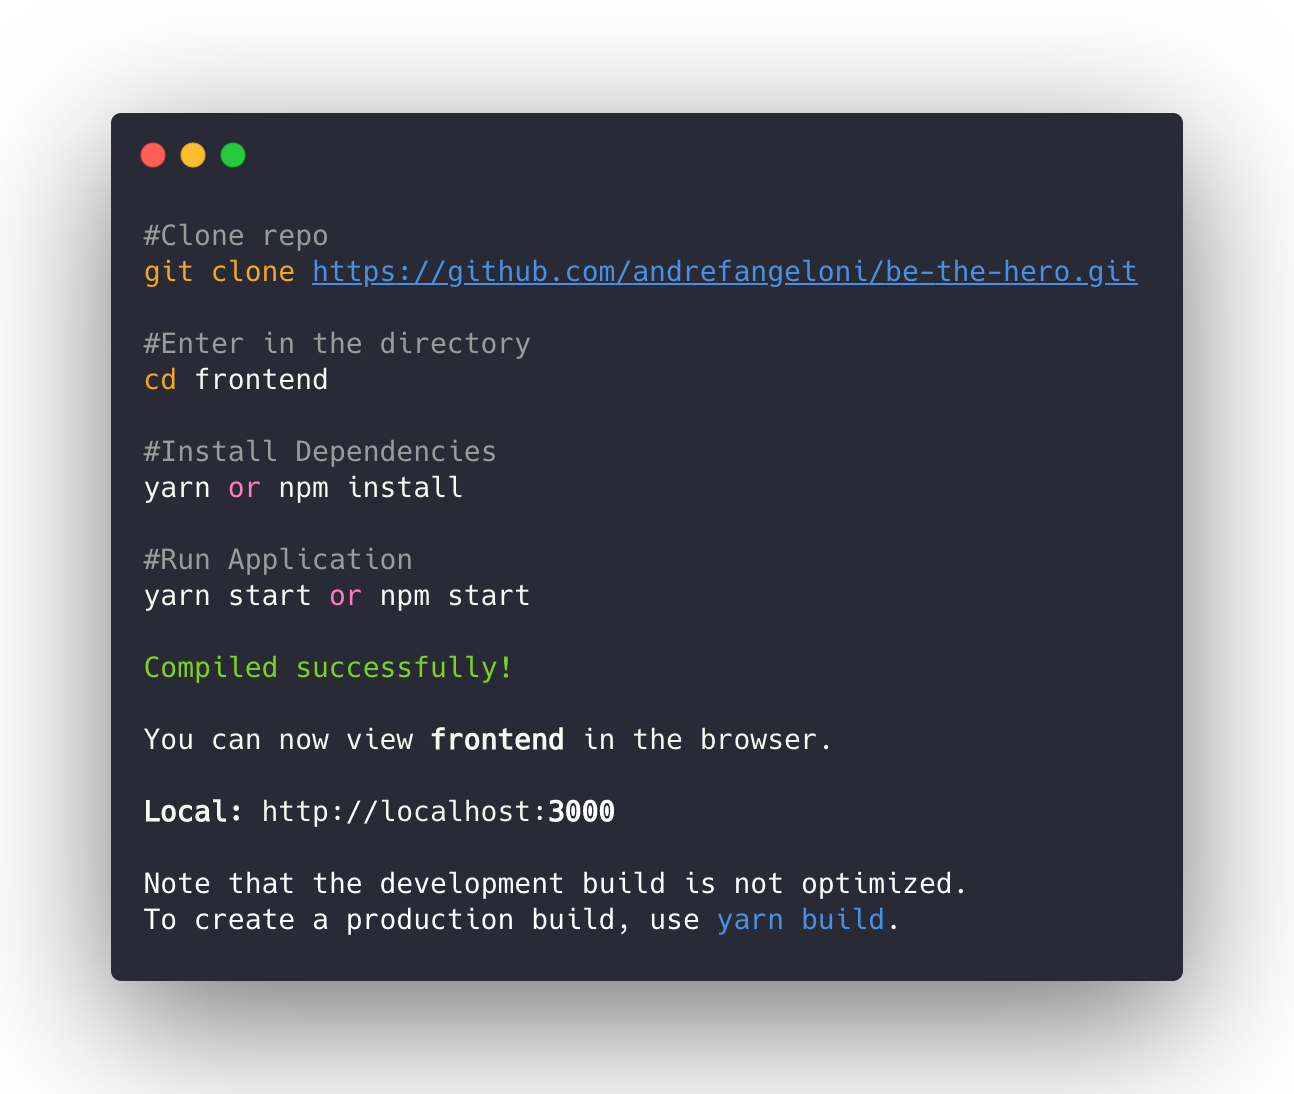 #Clone repo
git clone https://github.com/andrefangeloni/be-the-hero.git
#Enter in the directory
cd frontend
#Install Dependencies
yarn or npm install
#Run Application
yarn start or npm start
Compiled successfully!
You can now view frontend in the browser.
Local: http://localhost:3000
Note that the development build is not optimized.
To create a production build, use yarn build.